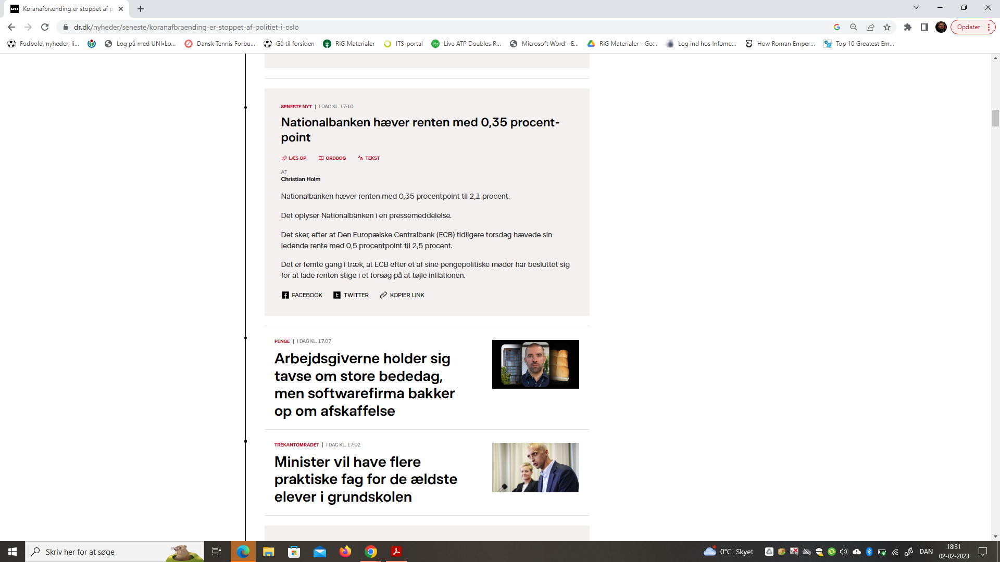 DR Koranafbrænding er stoppet af p
dr.dk/nyheder/seneste/koranafbraending-er-stoppet-af-politiet-i-oslo
Opdater
Fodbold, nyheder, li... Log på med UNI•Lo... Dansk Tennis Forbu... Gå til forsiden RiG Materialer ITS-portal ltr Live ATP Doubles R... Microsoft Word - E... RiG Materialer - Go... Log ind hos Infome... How Roman Emper... Top 10 Greatest Em...
SENESTE NYT | I DAG KL. 17:10
Nationalbanken hæver renten med 0,35 procent-
point
LÆS OP ORDBOG TEKST
AF
Christian Holm
Nationalbanken hæver renten med 0,35 procentpoint til 2,1 procent.
Det oplyser Nationalbanken i en pressemeddelelse.
Det sker, efter at Den Europæiske Centralbank (ECB) tidligere torsdag hævede sin
ledende rente med 0,5 procentpoint til 2,5 procent.
Det er femte gang i træk, at ECB efter et af sine pengepolitiske møder har besluttet sig
for at lade renten stige i et forsøg på at tøjle inflationen.
FACEBOOK TWITTER KOPIER LINK
PENGE | I DAG KL. 17:07
Arbejdsgiverne holder sig
tavse om store bededag,
men softwarefirma bakker
op om afskaffelse
TREKANTOMRÅDET | I DAG KL. 17:02
Minister vil have flere
praktiske fag for de ældste
elever i grundskolen
Skriv her for at søge
0°C Skyet
DAN
18:31
02-02-2023